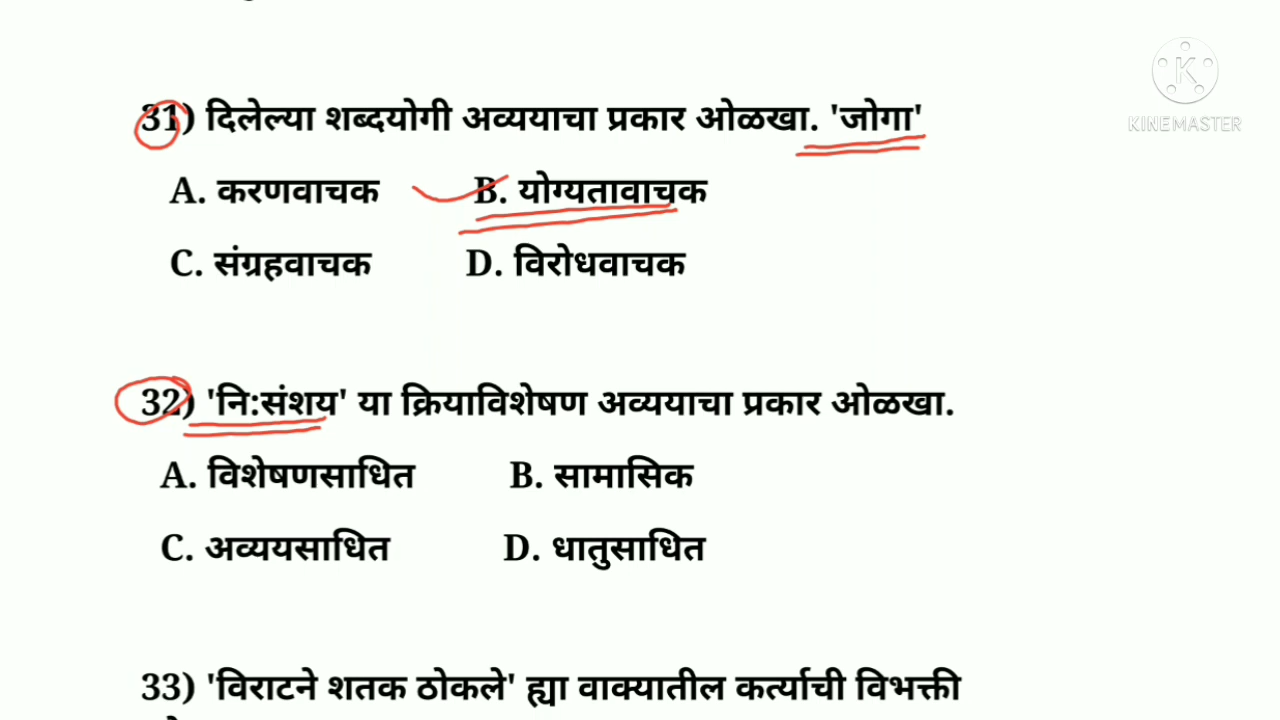 31) दिलेल्या शब्दयोगी अव्ययाचा प्रकार ओळखा. 'जोगा'
A. करणवाचक B. योग्यतावाचक
C. संग्रहवाचक D. विरोधवाचक
32) 'नि:संशय' या क्रियाविशेषण अव्ययाचा प्रकार ओळखा.
A. विशेषणसाधित B. सामासिक
C. अव्ययसाधित D. धातुसाधित
33) 'विराटने शतक ठोकले' ह्या वाक्यातील कर्त्याची विभक्ती
KINEMASTER